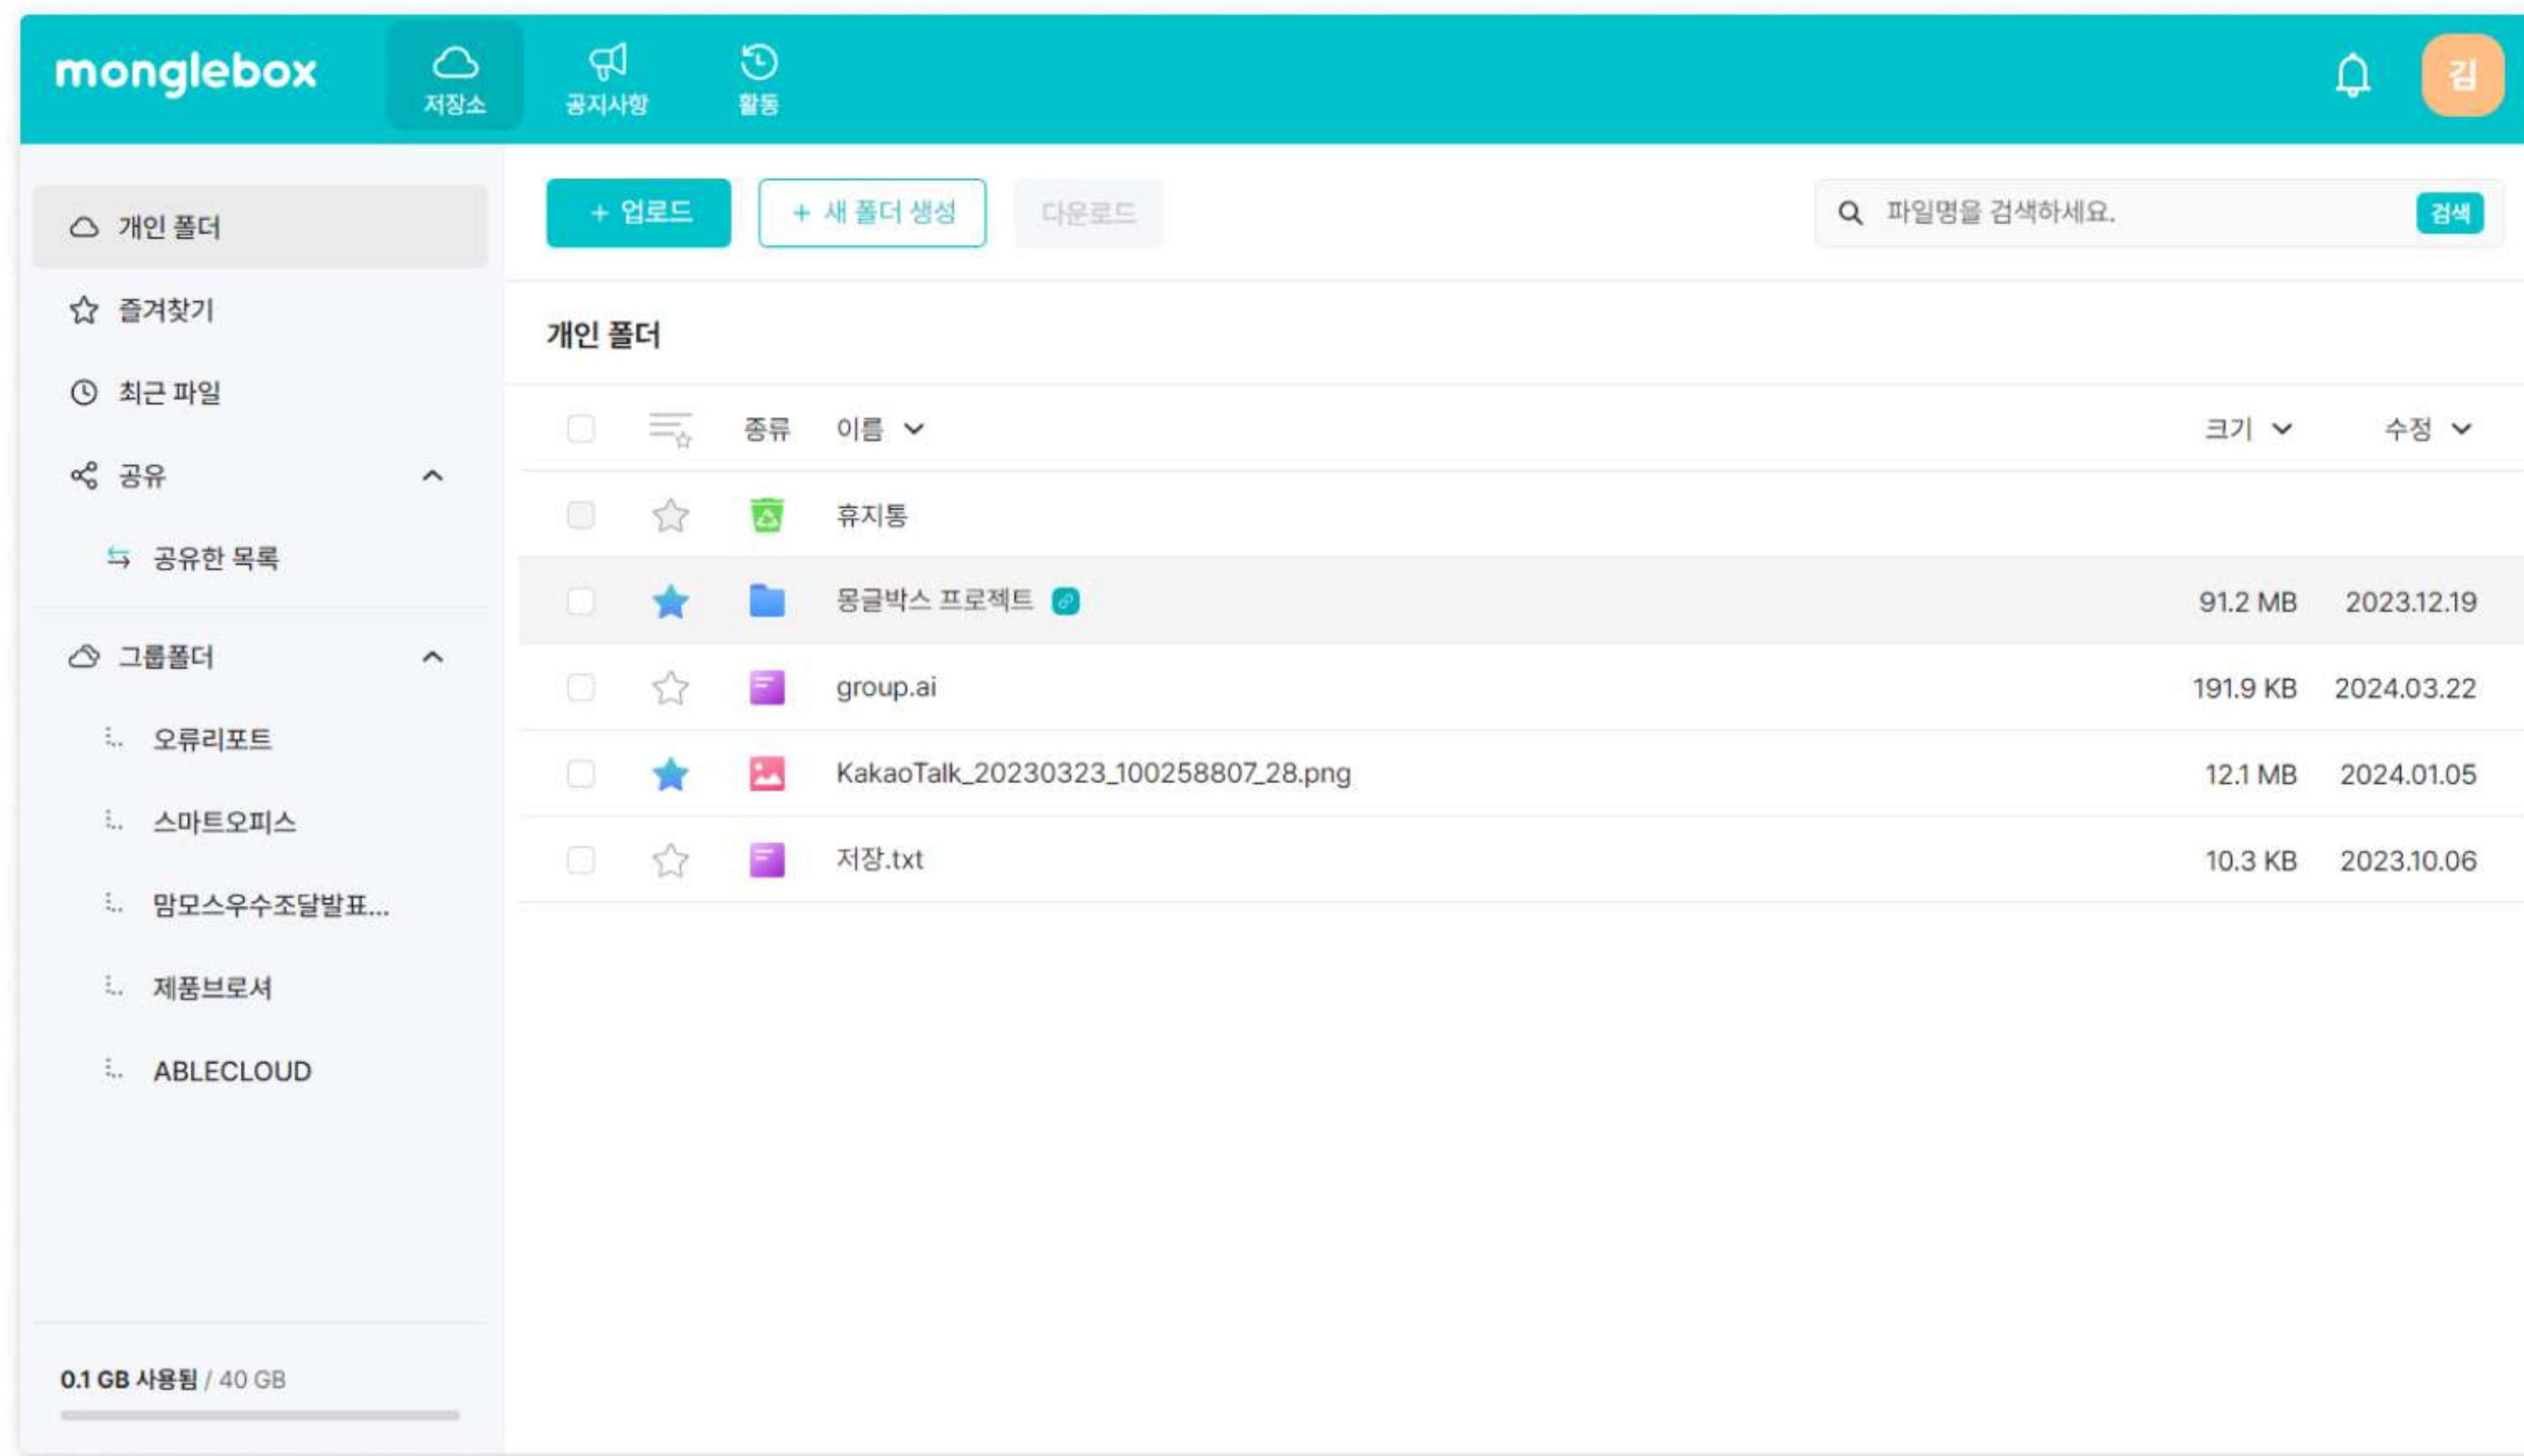 monglebox
저장소
공지사항
활동
김
개인 폴더
즐겨찾기
최근 파일
공유
공유한 목록
그룹폴더
오류리포트
스마트오피스
맘모스우수조달발표...
제품브로셔
ABLECLOUD
0.1 GB 사용됨 / 40 GB
+ 업로드
+ 새 폴더 생성
다운로드
파일명을 검색하세요.
검색
개인 폴더
종류 이름 크기 수정
휴지통
몽글박스 프로젝트 91.2 MB 2023.12.19
group.ai 191.9 KB 2024.03.22
KakaoTalk_20230323_100258807_28.png 12.1 MB 2024.01.05
저장.txt 10.3 KB 2023.10.06